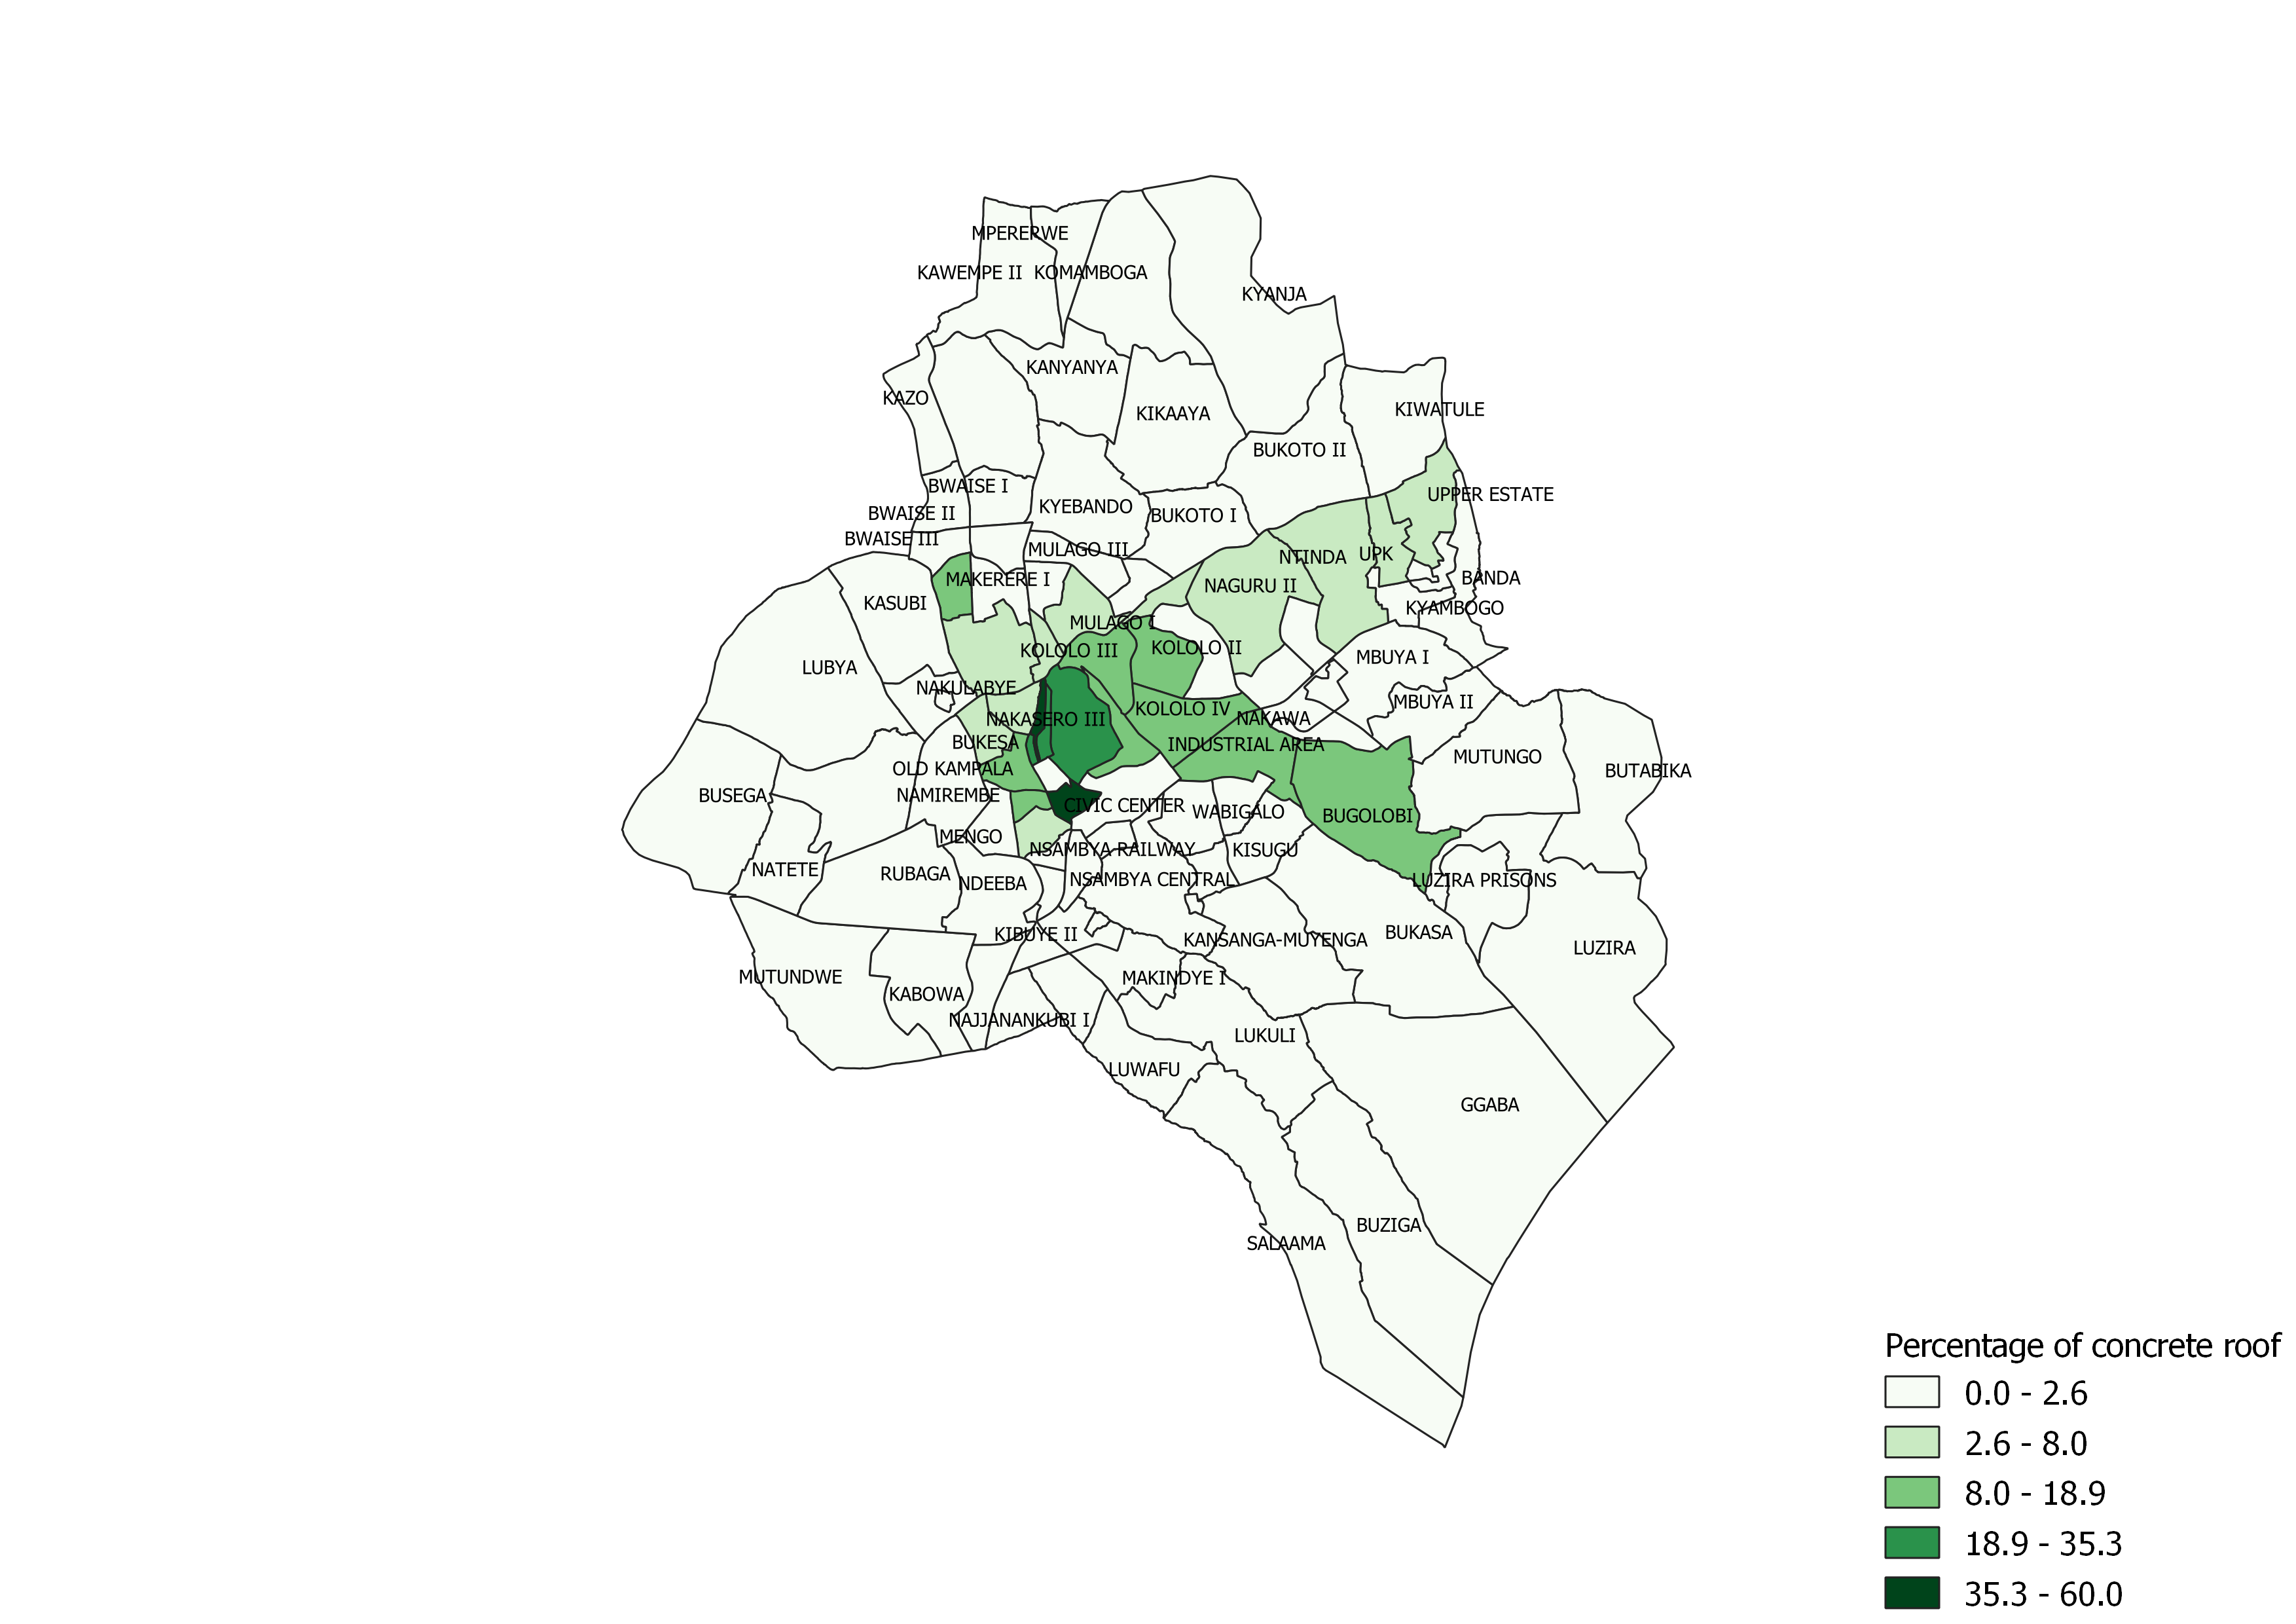 MPERERWE
KAWEMPE II
KOMAMBOGA
KYANJA
KANYANYA
KAZO
KIKAAYA
KIWATULE
BUKOTO II
BWAISE I
UPPER ESTATE
KYEBANDO
BWAISE II
BUKOTO I
BWAISE III
MULAGO III
NTINDA
UPK
MAKERERE I
BANDA
NAGURU II
KASUBI
KYAMBOGO
MULAGO I
KOLOLO III
KOLOLO II
MBUYA I
LUBYA
NAKULABYE
MBUYA II
KOLOLO IV
NAKASERO III
NAKAWA
BUKESA
INDUSTRIAL AREA
MUTUNGO
OLD KAMPALA
BUTABIKA
BUSEGA
NAMIREMBE
CIVIC CENTER
WABIGALO
BUGOLOBI
MENGO
NSAMBYA RAILWAY
KISUGU
NATETE
RUBAGA
NDEEBA
NSAMBYA CENTRAL
LUZIRA PRISONS
KIBUYE II
KANSANGA-MUYENGA
BUKASA
LUZIRA
MUTUNDWE
MAKINDYE I
KABOWA
NAJJANANKUBI I
LUKULI
LUWAFU
GGABA
BUZIGA
SALAAMA
Percentage of concrete roof
0.0 - 2.6
2.6 - 8.0
8.0 - 18.9
18.9 - 35.3
35.3 - 60.0